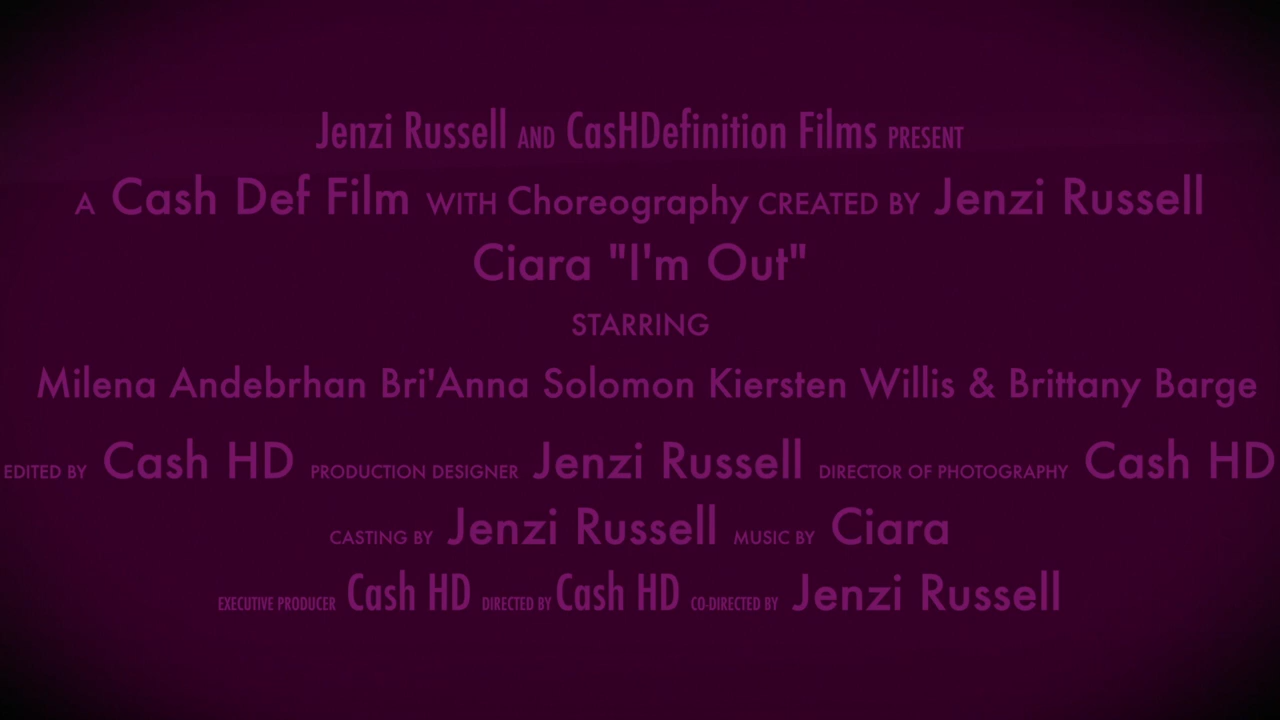 Jenzi Russell AND CasHDefinition Films PRESENT
A Cash Def Film WITH Choreography CREATED BY Jenzi Russell
Ciara "I'm Out"
STARRING
Milena Andebrhan Bri'Anna Solomon Kiersten Willis & Brittany Barge
EDITED BY Cash HD PRODUCTION DESIGNER Jenzi Russell DIRECTOR OF PHOTOGRAPHY Cash HD
CASTING BY Jenzi Russell MUSIC BY Ciara
EXECUTIVE PRODUCER Cash HD DIRECTED BY Cash HD CO-DIRECTED BY Jenzi Russell